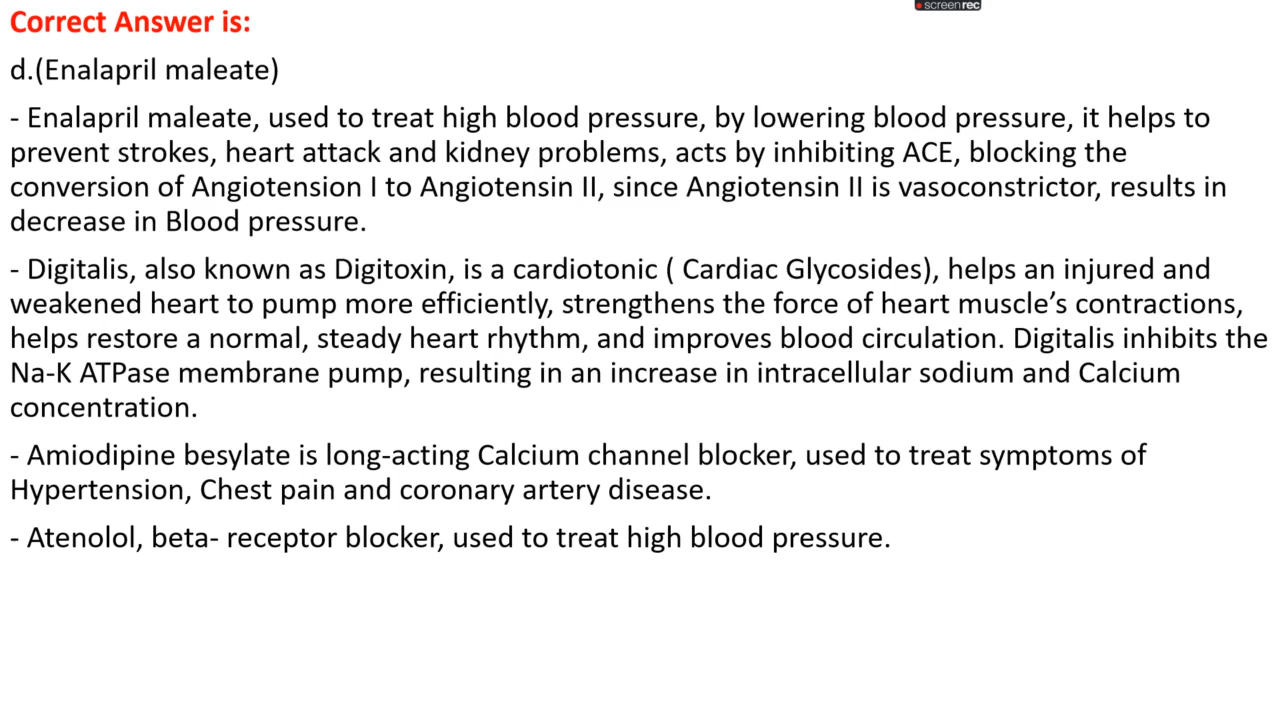 screenrec
Correct Answer is:
d.(Enalapril maleate)
- Enalapril maleate, used to treat high blood pressure, by lowering blood pressure, it helps to
prevent strokes, heart attack and kidney problems, acts by inhibiting ACE, blocking the
conversion of Angiotension I to Angiotensin II, since Angiotensin II is vasoconstrictor, results in
decrease in Blood pressure.
- Digitalis, also known as Digitoxin, is a cardiotonic ( Cardiac Glycosides), helps an injured and
weakened heart to pump more efficiently, strengthens the force of heart muscle’s contractions,
helps restore a normal, steady heart rhythm, and improves blood circulation. Digitalis inhibits the
Na-K ATPase membrane pump, resulting in an increase in intracellular sodium and Calcium
concentration.
- Amiodipine besylate is long-acting Calcium channel blocker, used to treat symptoms of
Hypertension, Chest pain and coronary artery disease.
- Atenolol, beta- receptor blocker, used to treat high blood pressure.